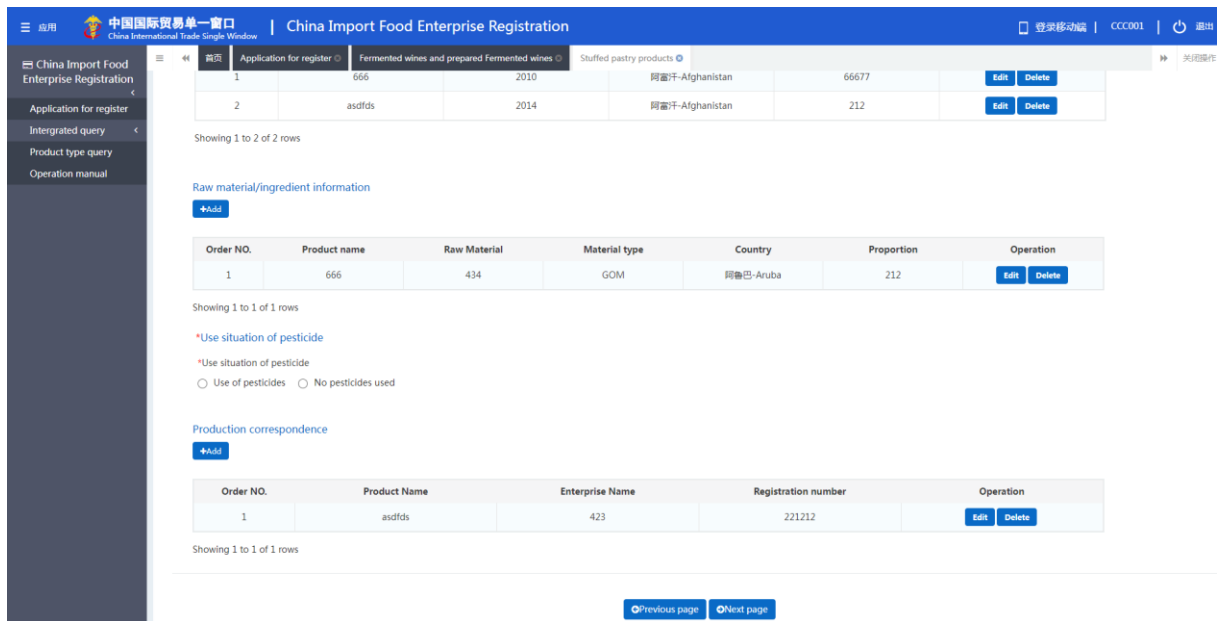 ☰ 应用 中国国际贸易单一窗口 | China Import Food Enterprise Registration 登录移动端 | CCC001 | 退出
China International Trade Single Window
首页 Application for register Fermented wines and prepared Fermented wines Stuffed pastry products 关闭操作
China Import Food Enterprise Registration
Application for register
Intergrated query
Product type query
Operation manual
1 666 2010 阿富汗-Afghanistan 66677 Edit Delete
2 asdfds 2014 阿富汗-Afghanistan 212 Edit Delete
Showing 1 to 2 of 2 rows
Raw material/ingredient information
+Add
Order NO. Product name Raw Material Material type Country Proportion Operation
1 666 434 GOM 阿鲁巴-Aruba 212 Edit Delete
Showing 1 to 1 of 1 rows
*Use situation of pesticide
*Use situation of pesticide
Use of pesticides No pesticides used
Production correspondence
+Add
Order NO. Product Name Enterprise Name Registration number Operation
1 asdfds 423 221212 Edit Delete
Showing 1 to 1 of 1 rows
Previous page Next page